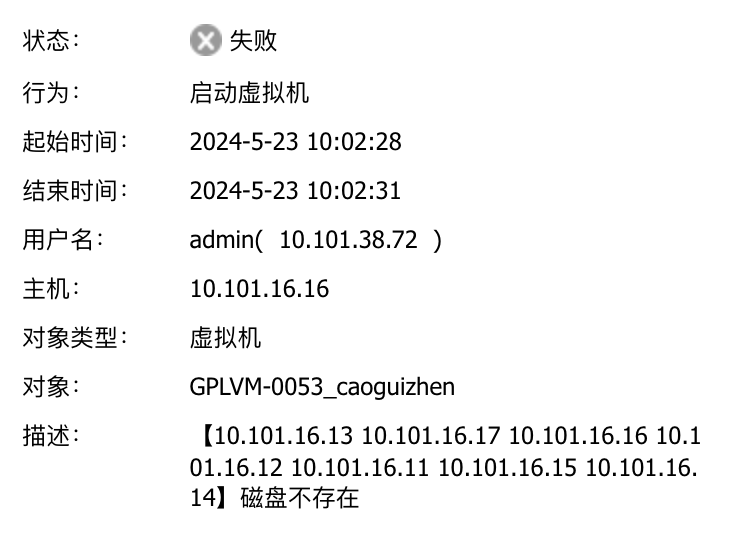 状态： 失败
行为： 启动虚拟机
起始时间： 2024-5-23 10:02:28
结束时间： 2024-5-23 10:02:31
用户名： admin( 10.101.38.72 )
主机： 10.101.16.16
对象类型： 虚拟机
对象： GPLVM-0053_caoguizhen
描述： 【10.101.16.13 10.101.16.17 10.101.16.16 10.1
01.16.12 10.101.16.11 10.101.16.15 10.101.16.
14】磁盘不存在